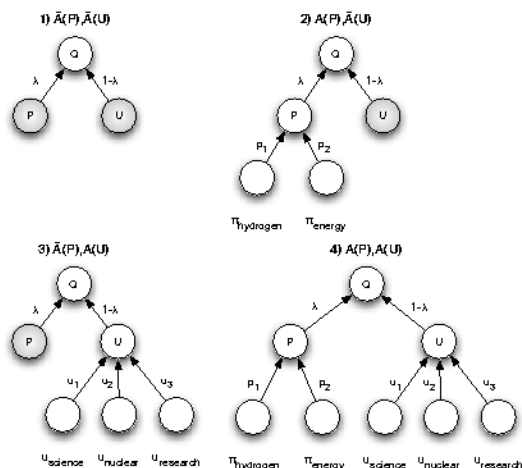 1) Ā(P), Ā(U)
Q
λ
1-λ
P
U
2) A(P), Ā(U)
Q
λ
1-λ
P
U
p1
p2
πhydrogen
πenergy
3) Ā(P), A(U)
Q
λ
1-λ
P
U
u1
u2
u3
uscience
unuclear
uresearch
4) A(P), A(U)
Q
λ
1-λ
P
U
p1
p2
u1
u2
u3
πhydrogen
πenergy
uscience
unuclear
uresearch